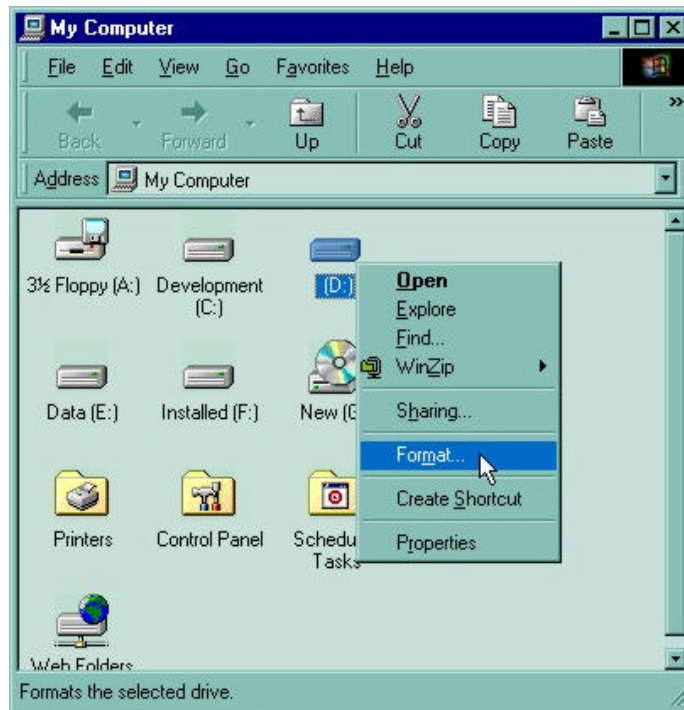 My Computer
File Edit View Go Favorites Help
Back Forward Up Cut Copy Paste »
Address My Computer
3½ Floppy (A:) Development (C:) (D:)
Data (E:) Installed (F:) New (G
Printers Control Panel Schedu
Tasks
Web Folders
Open
Explore
Find...
WinZip
Sharing...
Format...
Create Shortcut
Properties
Formats the selected drive.